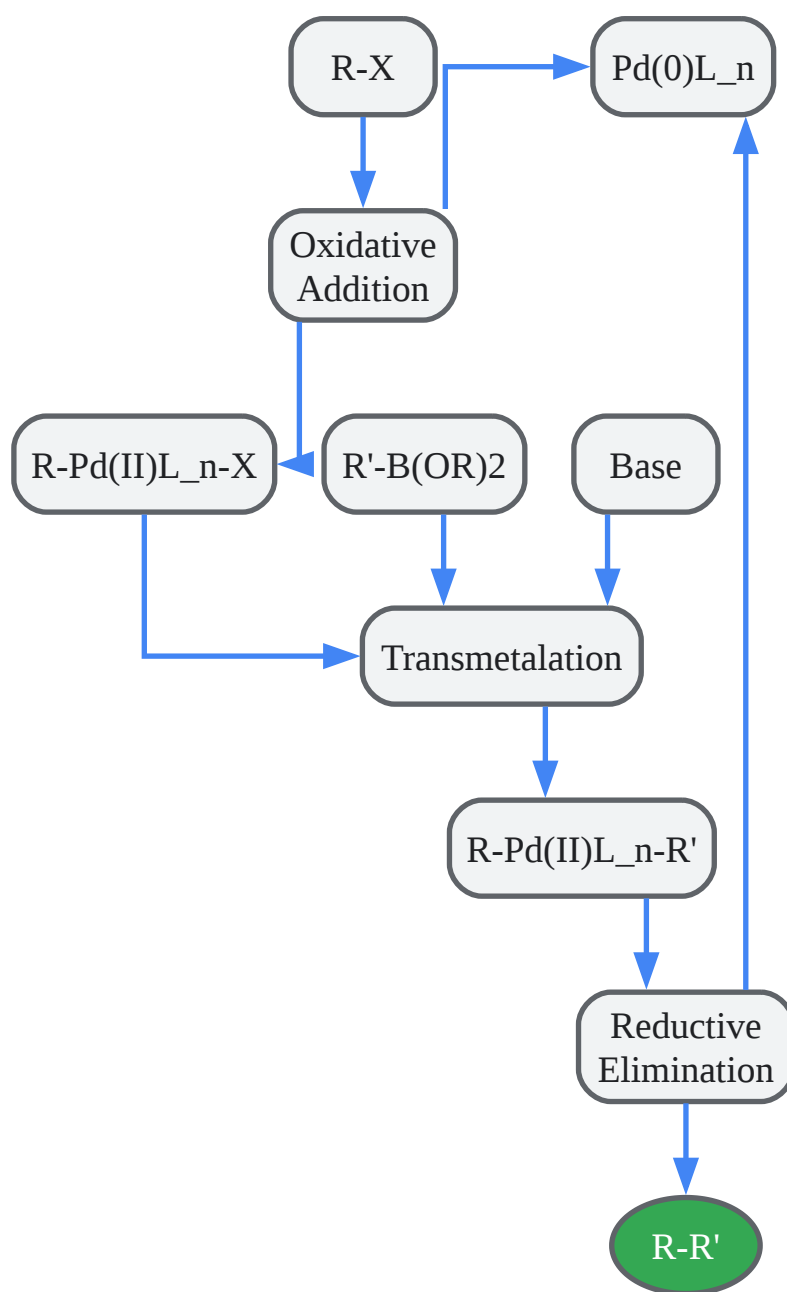 R-X
Pd(0)L_n
Oxidative
Addition
R-Pd(II)L_n-X
R'-B(OR)2
Base
Transmetalation
R-Pd(II)L_n-R'
Reductive
Elimination
R-R'